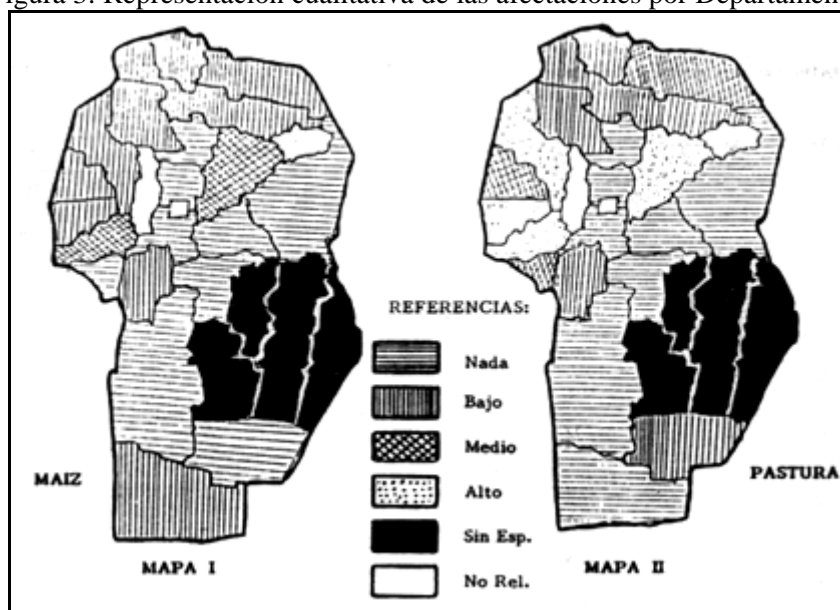 igura 3: Representación cualitativa de las afectaciones por Departamen
REFERENCIAS:
Nada
Bajo
Medio
Alto
Sin Esp.
No Rel.
MAIZ
PASTURA
MAPA I
MAPA II